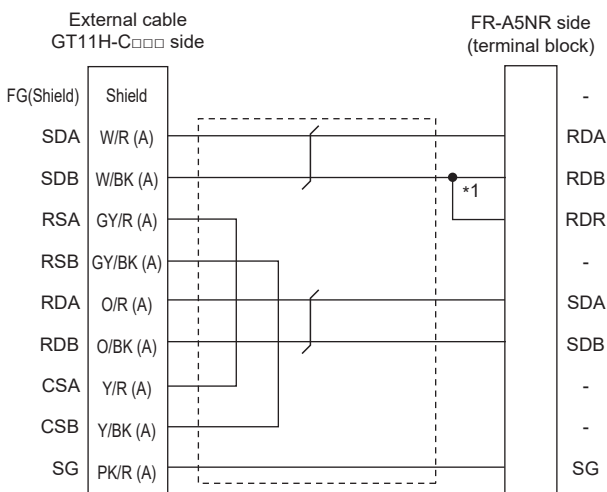 External cable
GT11H-C□□□ side
FR-A5NR side
(terminal block)
FG(Shield) Shield -
SDA W/R (A) RDA
SDB W/BK (A) RDB
*1
RSA GY/R (A) RDR
RSB GY/BK (A) -
RDA O/R (A) SDA
RDB O/BK (A) SDB
CSA Y/R (A) -
CSB Y/BK (A) -
SG PK/R (A) SG